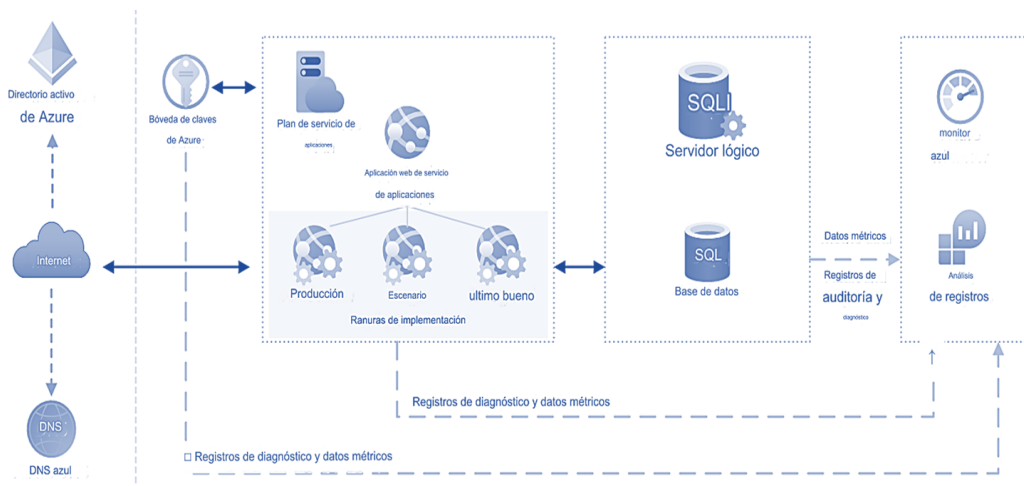 Directorio activo
de Azure
Internet
DNS
DNS azul
Bóveda de claves
de Azure
Plan de servicio de
aplicaciones
Aplicación web de servicio
de aplicaciones
Producción
Escenario
ultimo bueno
Ranuras de implementación
SQLI
Servidor lógico
SQL
Base de datos
Datos métricos
Registros de
auditoría y
diagnóstico
monitor
azul
Análisis
de registros
Registros de diagnóstico y datos métricos
□ Registros de diagnóstico y datos métricos